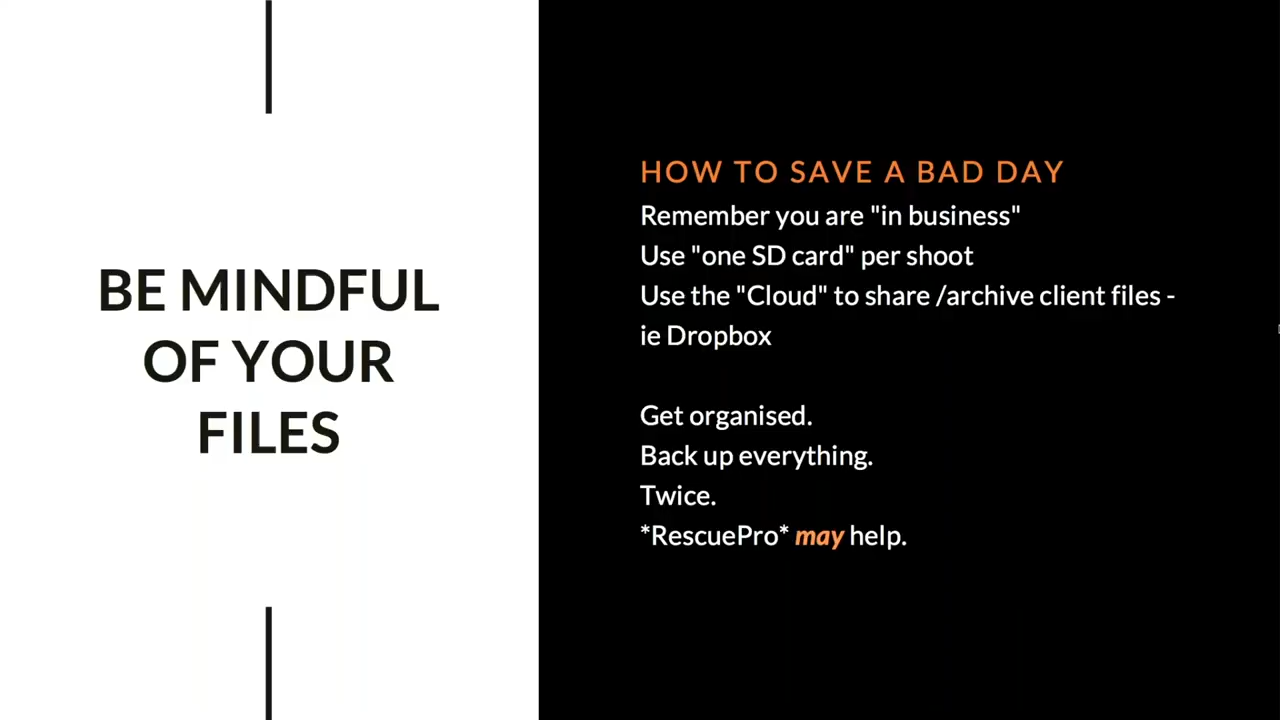 BE MINDFUL
OF YOUR
FILES
HOW TO SAVE A BAD DAY
Remember you are "in business"
Use "one SD card" per shoot
Use the "Cloud" to share /archive client files -
ie Dropbox
Get organised.
Back up everything.
Twice.
*RescuePro* may help.